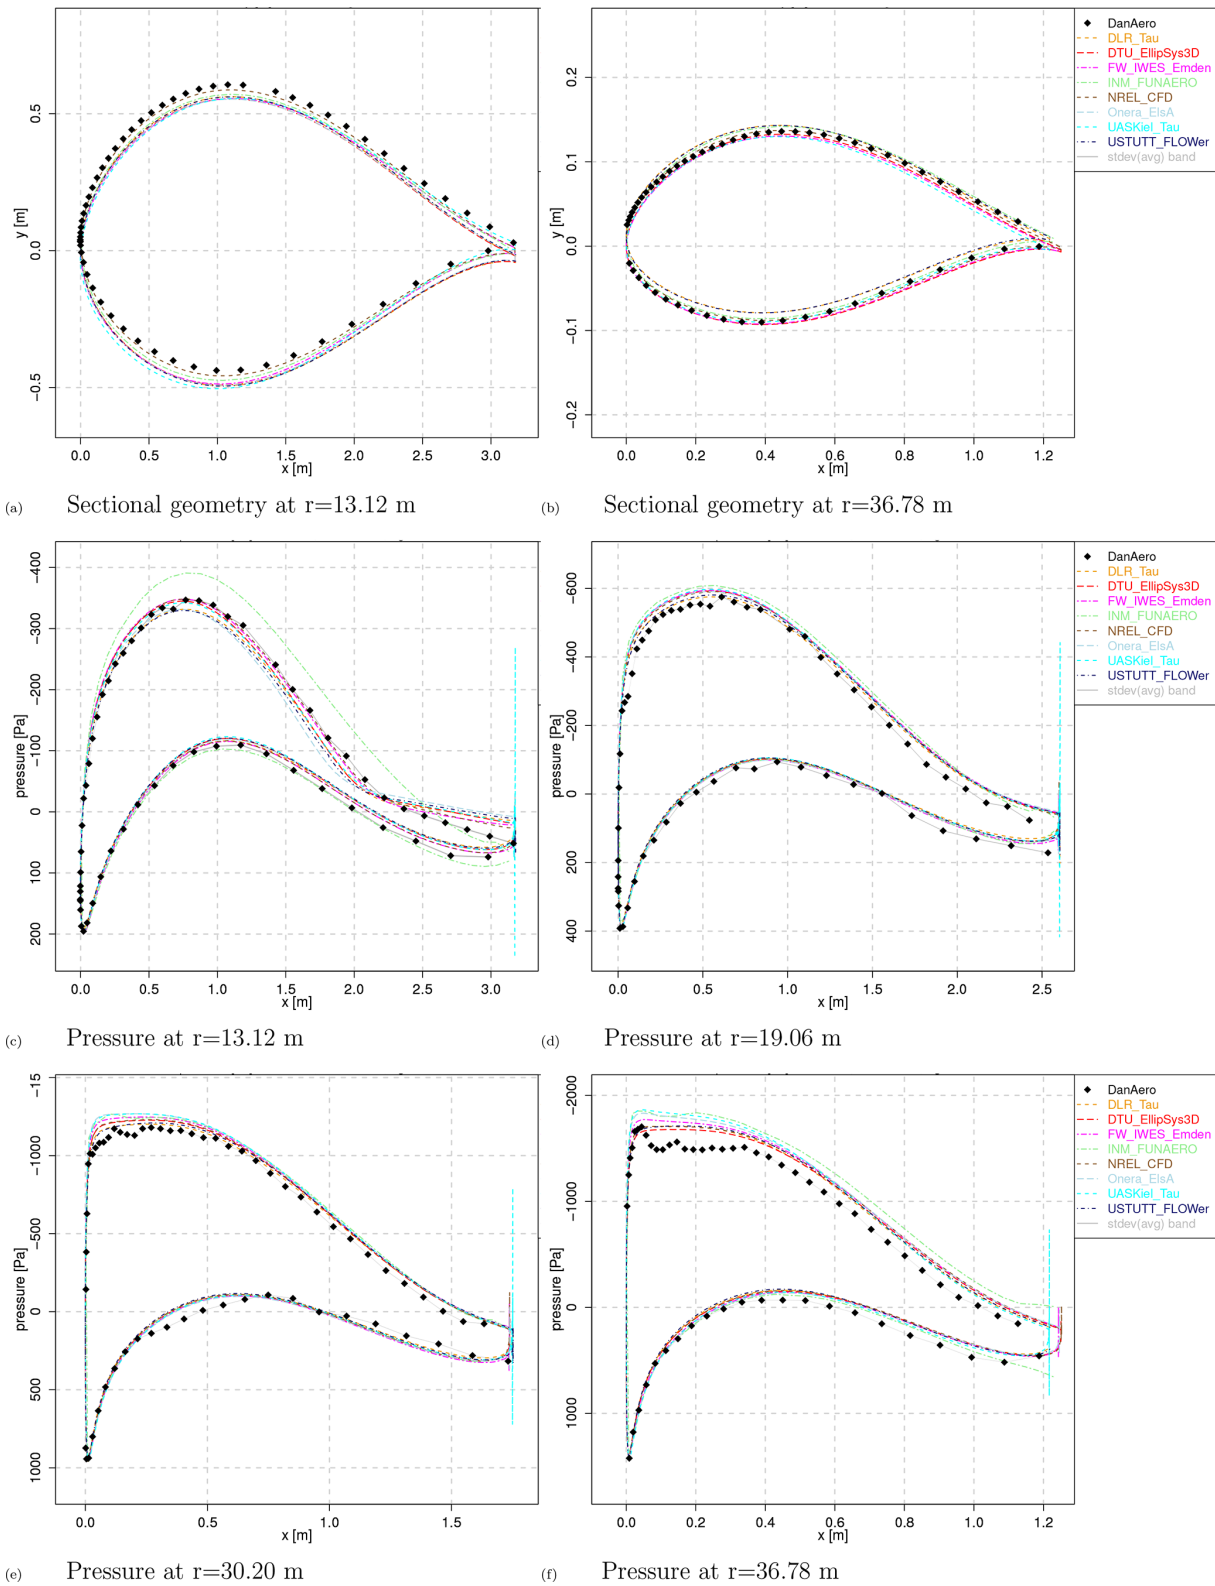 0.5
0.0
−0.5
y [m]
0.0 0.5 1.0 1.5 2.0 2.5 3.0
x [m]
0.2
0.1
0.0
−0.1
−0.2
y [m]
0.0 0.2 0.4 0.6 0.8 1.0 1.2
x [m]
DanAero
DLR_Tau
DTU_EllipSys3D
FW_IWES_Emden
INM_FUNAERO
NREL_CFD
Onera_ElsA
UASKiel_Tau
USTUTT_FLOWer
stdev(avg) band
(a) Sectional geometry at r=13.12 m
(b) Sectional geometry at r=36.78 m
−400
−300
−200
−100
0
100
200
pressure [Pa]
0.0 0.5 1.0 1.5 2.0 2.5 3.0
x [m]
−600
−400
−200
0
200
400
pressure [Pa]
0.0 0.5 1.0 1.5 2.0 2.5
x [m]
DanAero
DLR_Tau
DTU_EllipSys3D
FW_IWES_Emden
INM_FUNAERO
NREL_CFD
Onera_ElsA
UASKiel_Tau
USTUTT_FLOWer
stdev(avg) band
(c) Pressure at r=13.12 m
(d) Pressure at r=19.06 m
−15
−1000
−500
0
500
1000
pressure [Pa]
0.0 0.5 1.0 1.5
x [m]
−2000
−1000
0
1000
pressure [Pa]
0.0 0.2 0.4 0.6 0.8 1.0 1.2
x [m]
DanAero
DLR_Tau
DTU_EllipSys3D
FW_IWES_Emden
INM_FUNAERO
NREL_CFD
Onera_ElsA
UASKiel_Tau
USTUTT_FLOWer
stdev(avg) band
(e) Pressure at r=30.20 m
(f) Pressure at r=36.78 m